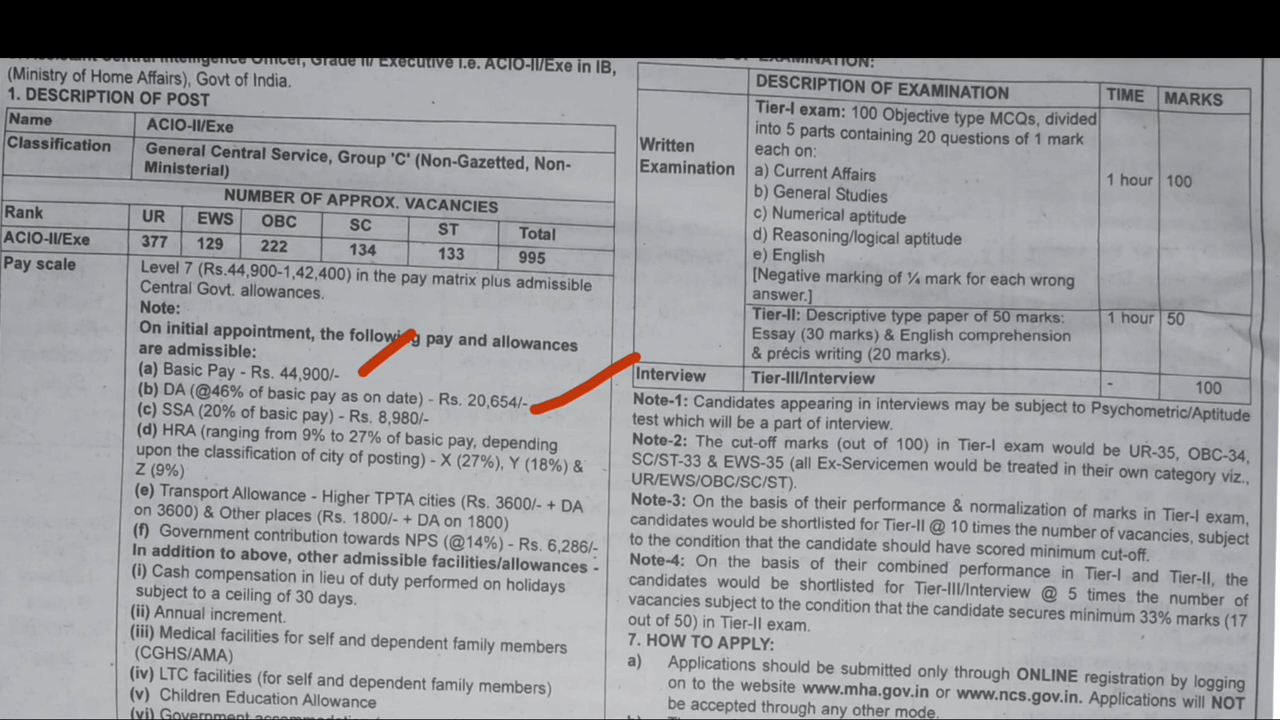 Assistant Central Intelligence Officer, Grade II/ Executive i.e. ACIO-II/Exe in IB,
(Ministry of Home Affairs), Govt of India.
1. DESCRIPTION OF POST
Name ACIO-II/Exe
Classification General Central Service, Group 'C' (Non-Gazetted, Non-
Ministerial)
NUMBER OF APPROX. VACANCIES
Rank UR EWS OBC SC ST Total
ACIO-II/Exe 377 129 222 134 133 995
Pay scale Level 7 (Rs.44,900-1,42,400) in the pay matrix plus admissible
Central Govt. allowances.
Note:
On initial appointment, the following pay and allowances
are admissible:
(a) Basic Pay - Rs. 44,900/-
(b) DA (@46% of basic pay as on date) - Rs. 20,654/-
(c) SSA (20% of basic pay) - Rs. 8,980/-
(d) HRA (ranging from 9% to 27% of basic pay, depending
upon the classification of city of posting) - X (27%), Y (18%) &
Z (9%)
(e) Transport Allowance - Higher TPTA cities (Rs. 3600/- + DA
on 3600) & Other places (Rs. 1800/- + DA on 1800)
(f) Government contribution towards NPS (@14%) - Rs. 6,286/-
In addition to above, other admissible facilities/allowances -
(i) Cash compensation in lieu of duty performed on holidays
subject to a ceiling of 30 days.
(ii) Annual increment.
(iii) Medical facilities for self and dependent family members
(CGHS/AMA)
(iv) LTC facilities (for self and dependent family members)
(v) Children Education Allowance
(vi) Government
EXAMINATION:
DESCRIPTION OF EXAMINATION TIME MARKS
Written
Examination
Tier-I exam: 100 Objective type MCQs, divided
into 5 parts containing 20 questions of 1 mark
each on:
a) Current Affairs
1 hour 100
b) General Studies
c) Numerical aptitude
d) Reasoning/logical aptitude
e) English
[Negative marking of ¼ mark for each wrong
answer.]
Tier-II: Descriptive type paper of 50 marks: 1 hour 50
Essay (30 marks) & English comprehension
& précis writing (20 marks).
Interview Tier-III/Interview - 100
Note-1: Candidates appearing in interviews may be subject to Psychometric/Aptitude
test which will be a part of interview.
Note-2: The cut-off marks (out of 100) in Tier-I exam would be UR-35, OBC-34,
SC/ST-33 & EWS-35 (all Ex-Servicemen would be treated in their own category viz.,
UR/EWS/OBC/SC/ST).
Note-3: On the basis of their performance & normalization of marks in Tier-I exam,
candidates would be shortlisted for Tier-II @ 10 times the number of vacancies, subject
to the condition that the candidate should have scored minimum cut-off.
Note-4: On the basis of their combined performance in Tier-I and Tier-II, the
candidates would be shortlisted for Tier-III/Interview @ 5 times the number of
vacancies subject to the condition that the candidate secures minimum 33% marks (17
out of 50) in Tier-II exam.
7. HOW TO APPLY:
a) Applications should be submitted only through ONLINE registration by logging
on to the website www.mha.gov.in or www.ncs.gov.in. Applications will NOT
be accepted through any other mode.